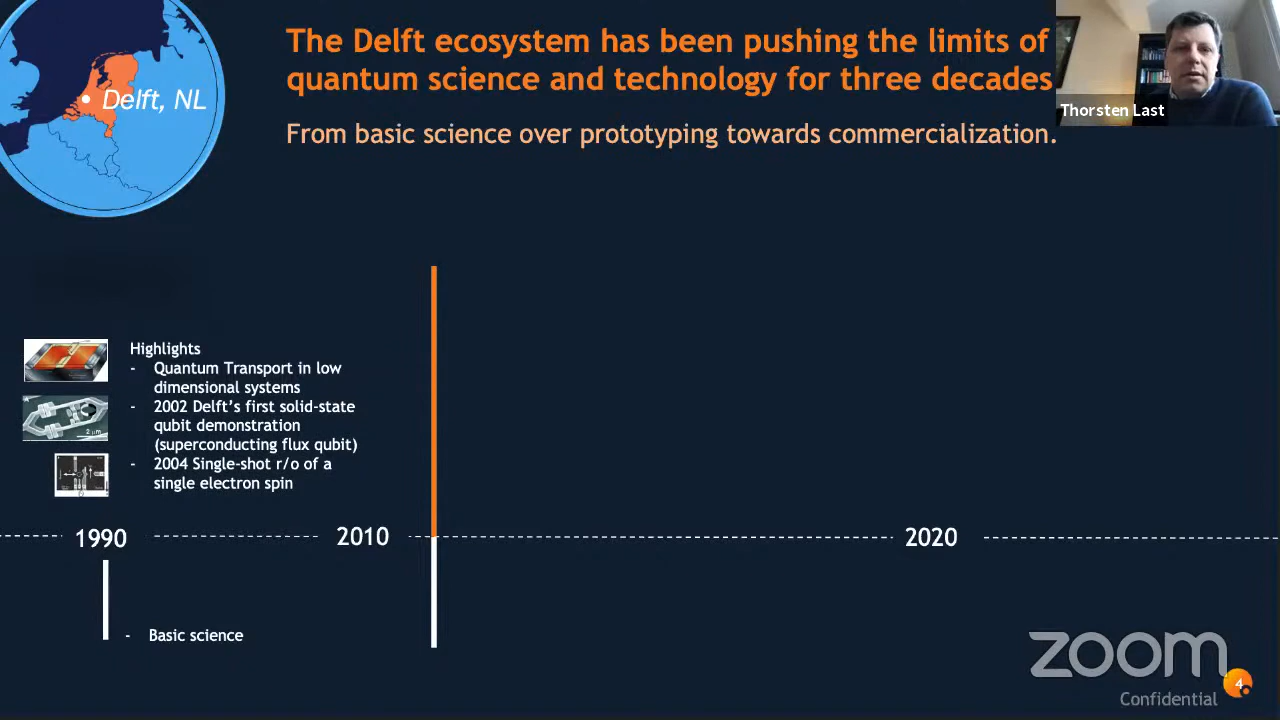 The Delft ecosystem has been pushing the limits of
quantum science and technology for three decades
From basic science over prototyping towards commercialization.
Delft, NL
Thorsten Last
Highlights
- Quantum Transport in low
dimensional systems
- 2002 Delft's first solid-state
qubit demonstration
(superconducting flux qubit)
- 2004 Single-shot r/o of a
single electron spin
2 µm
1990
2010
2020
- Basic science
zoom
4
Confidential